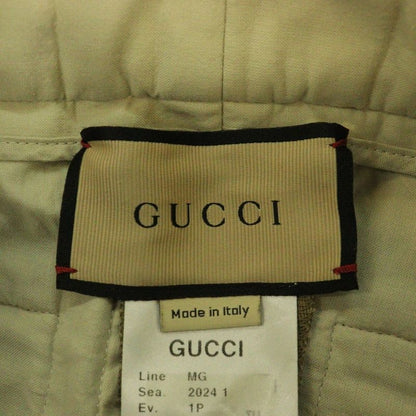 GUCCI
Made in Italy
GUCCI
Line MG
Sea. 2024 1
Ev. 1P